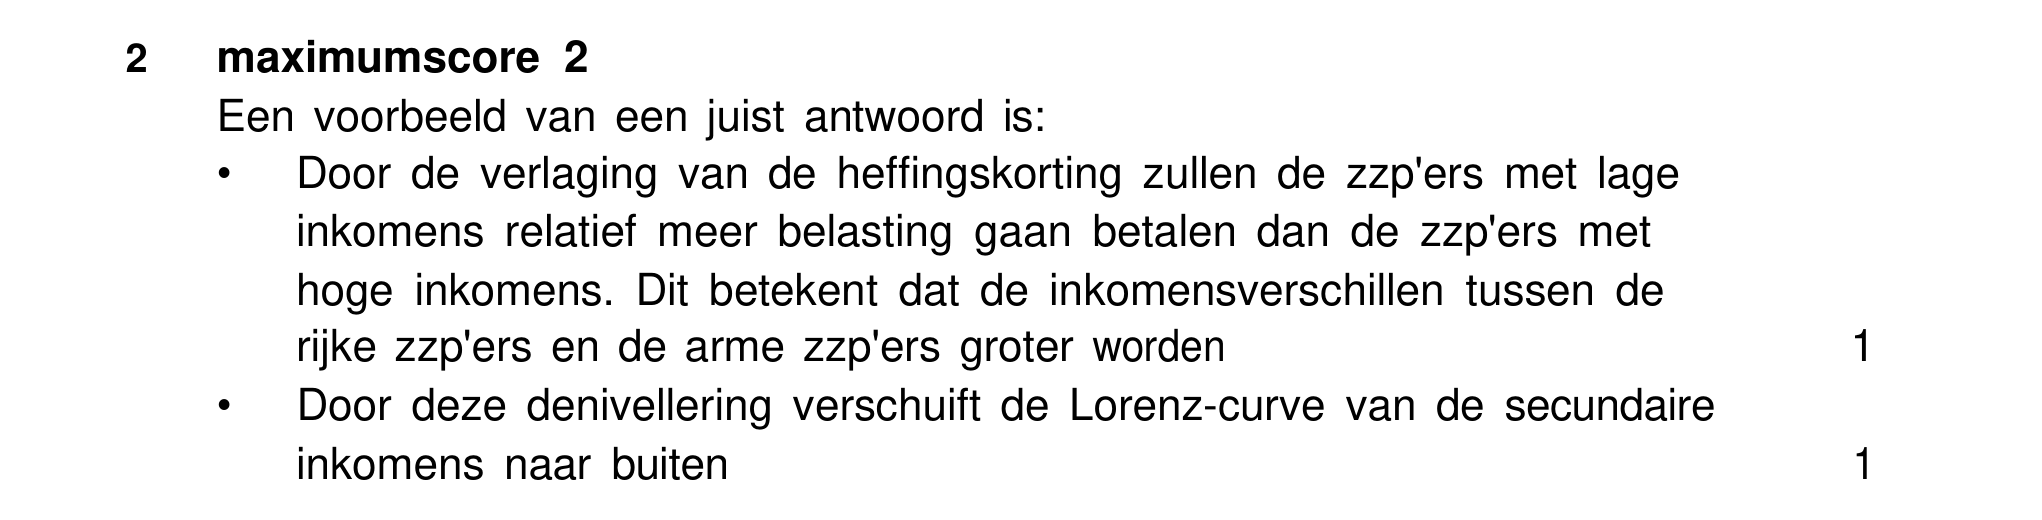 2 maximumscore 2
Een voorbeeld van een juist antwoord is:
• Door de verlaging van de heffingskorting zullen de zzp'ers met lage
inkomens relatief meer belasting gaan betalen dan de zzp'ers met
hoge inkomens. Dit betekent dat de inkomensverschillen tussen de
rijke zzp'ers en de arme zzp'ers groter worden 1
• Door deze denivellering verschuift de Lorenz-curve van de secundaire
inkomens naar buiten 1